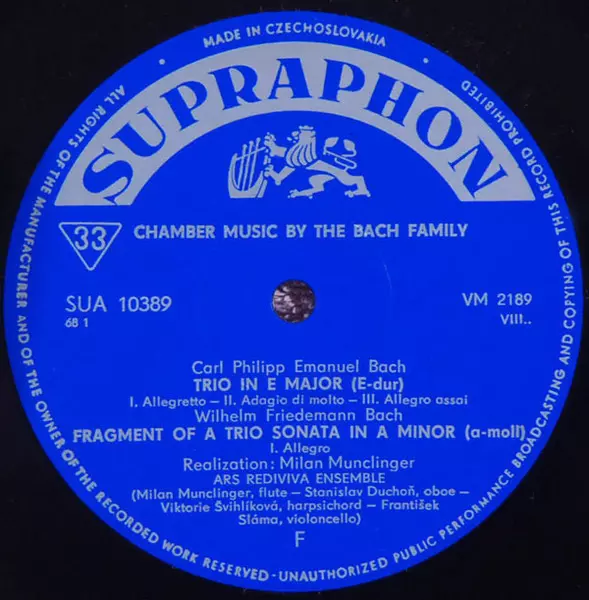 MADE IN CZECHOSLOVAKIA
SUPRAPHON
33
CHAMBER MUSIC BY THE BACH FAMILY
SUA 10389
VM 2189
68 1
VIII..
Carl Philipp Emanuel Bach
TRIO IN E MAJOR (E-dur)
I. Allegretto – II. Adagio di molto – III. Allegro assai
Wilhelm Friedemann Bach
FRAGMENT OF A TRIO SONATA IN A MINOR (a-moll)
I. Allegro
Realization: Milan Munclinger
ARS REDIVIVA ENSEMBLE
(Milan Munclinger, flute – Stanislav Duchoň, oboe –
Viktorie Švihlíková, harpsichord – František
Sláma, violoncello)
F
ALL RIGHTS OF THE MANUFACTURER AND OF THE OWNER OF THE RECORDED WORK RESERVED - UNAUTHORIZED PUBLIC PERFORMANCE BROADCASTING AND COPYING OF THIS RECORD PROHIBITED